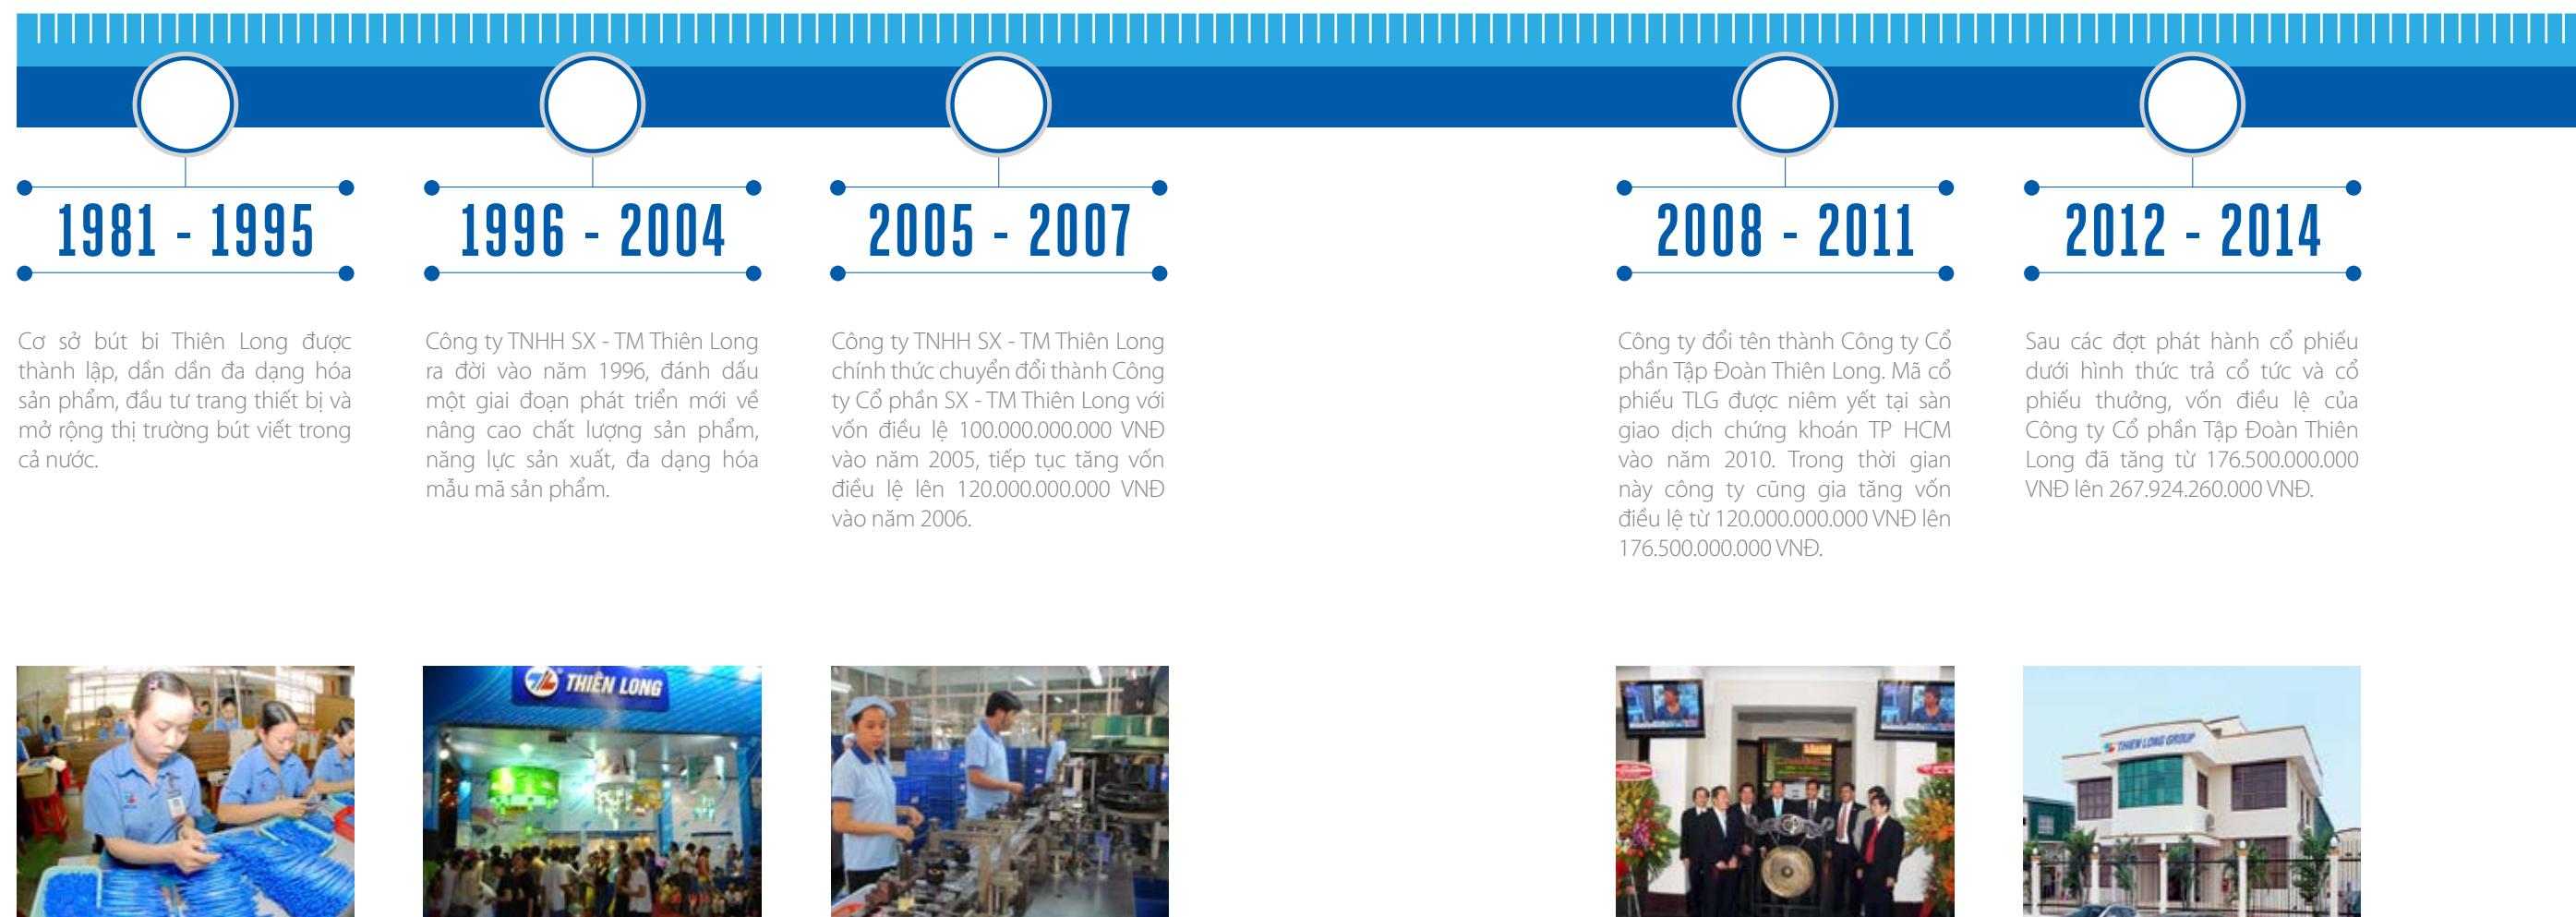 1981 - 1995
Cơ sở bút bi Thiên Long được
thành lập, dần dần đa dạng hóa
sản phẩm, đầu tư trang thiết bị và
mở rộng thị trường bút viết trong
cả nước.
1996 - 2004
Công ty TNHH SX - TM Thiên Long
ra đời vào năm 1996, đánh dấu
một giai đoạn phát triển mới về
nâng cao chất lượng sản phẩm,
năng lực sản xuất, đa dạng hóa
mẫu mã sản phẩm.
2005 - 2007
Công ty TNHH SX - TM Thiên Long
chính thức chuyển đổi thành Công
ty Cổ phần SX - TM Thiên Long với
vốn điều lệ 100.000.000.000 VNĐ
vào năm 2005, tiếp tục tăng vốn
điều lệ lên 120.000.000.000 VNĐ
vào năm 2006.
2008 - 2011
Công ty đổi tên thành Công ty Cổ
phần Tập Đoàn Thiên Long. Mã cổ
phiếu TLG được niêm yết tại sàn
giao dịch chứng khoán TP HCM
vào năm 2010. Trong thời gian
này công ty cũng gia tăng vốn
điều lệ từ 120.000.000.000 VNĐ lên
176.500.000.000 VNĐ.
2012 - 2014
Sau các đợt phát hành cổ phiếu
dưới hình thức trả cổ tức và cổ
phiếu thưởng, vốn điều lệ của
Công ty Cổ phần Tập Đoàn Thiên
Long đã tăng từ 176.500.000.000
VNĐ lên 267.924.260.000 VNĐ.
THIÊN LONG
THIEN LONG GROUP